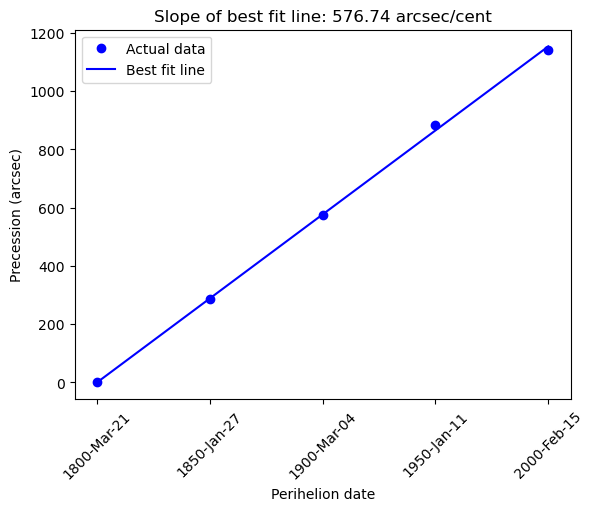 Slope of best fit line: 576.74 arcsec/cent
Actual data
Best fit line
Precession (arcsec)
1200
1000
800
600
400
200
0
1800-Mar-21
1850-Jan-27
1900-Mar-04
1950-Jan-11
2000-Feb-15
Perihelion date